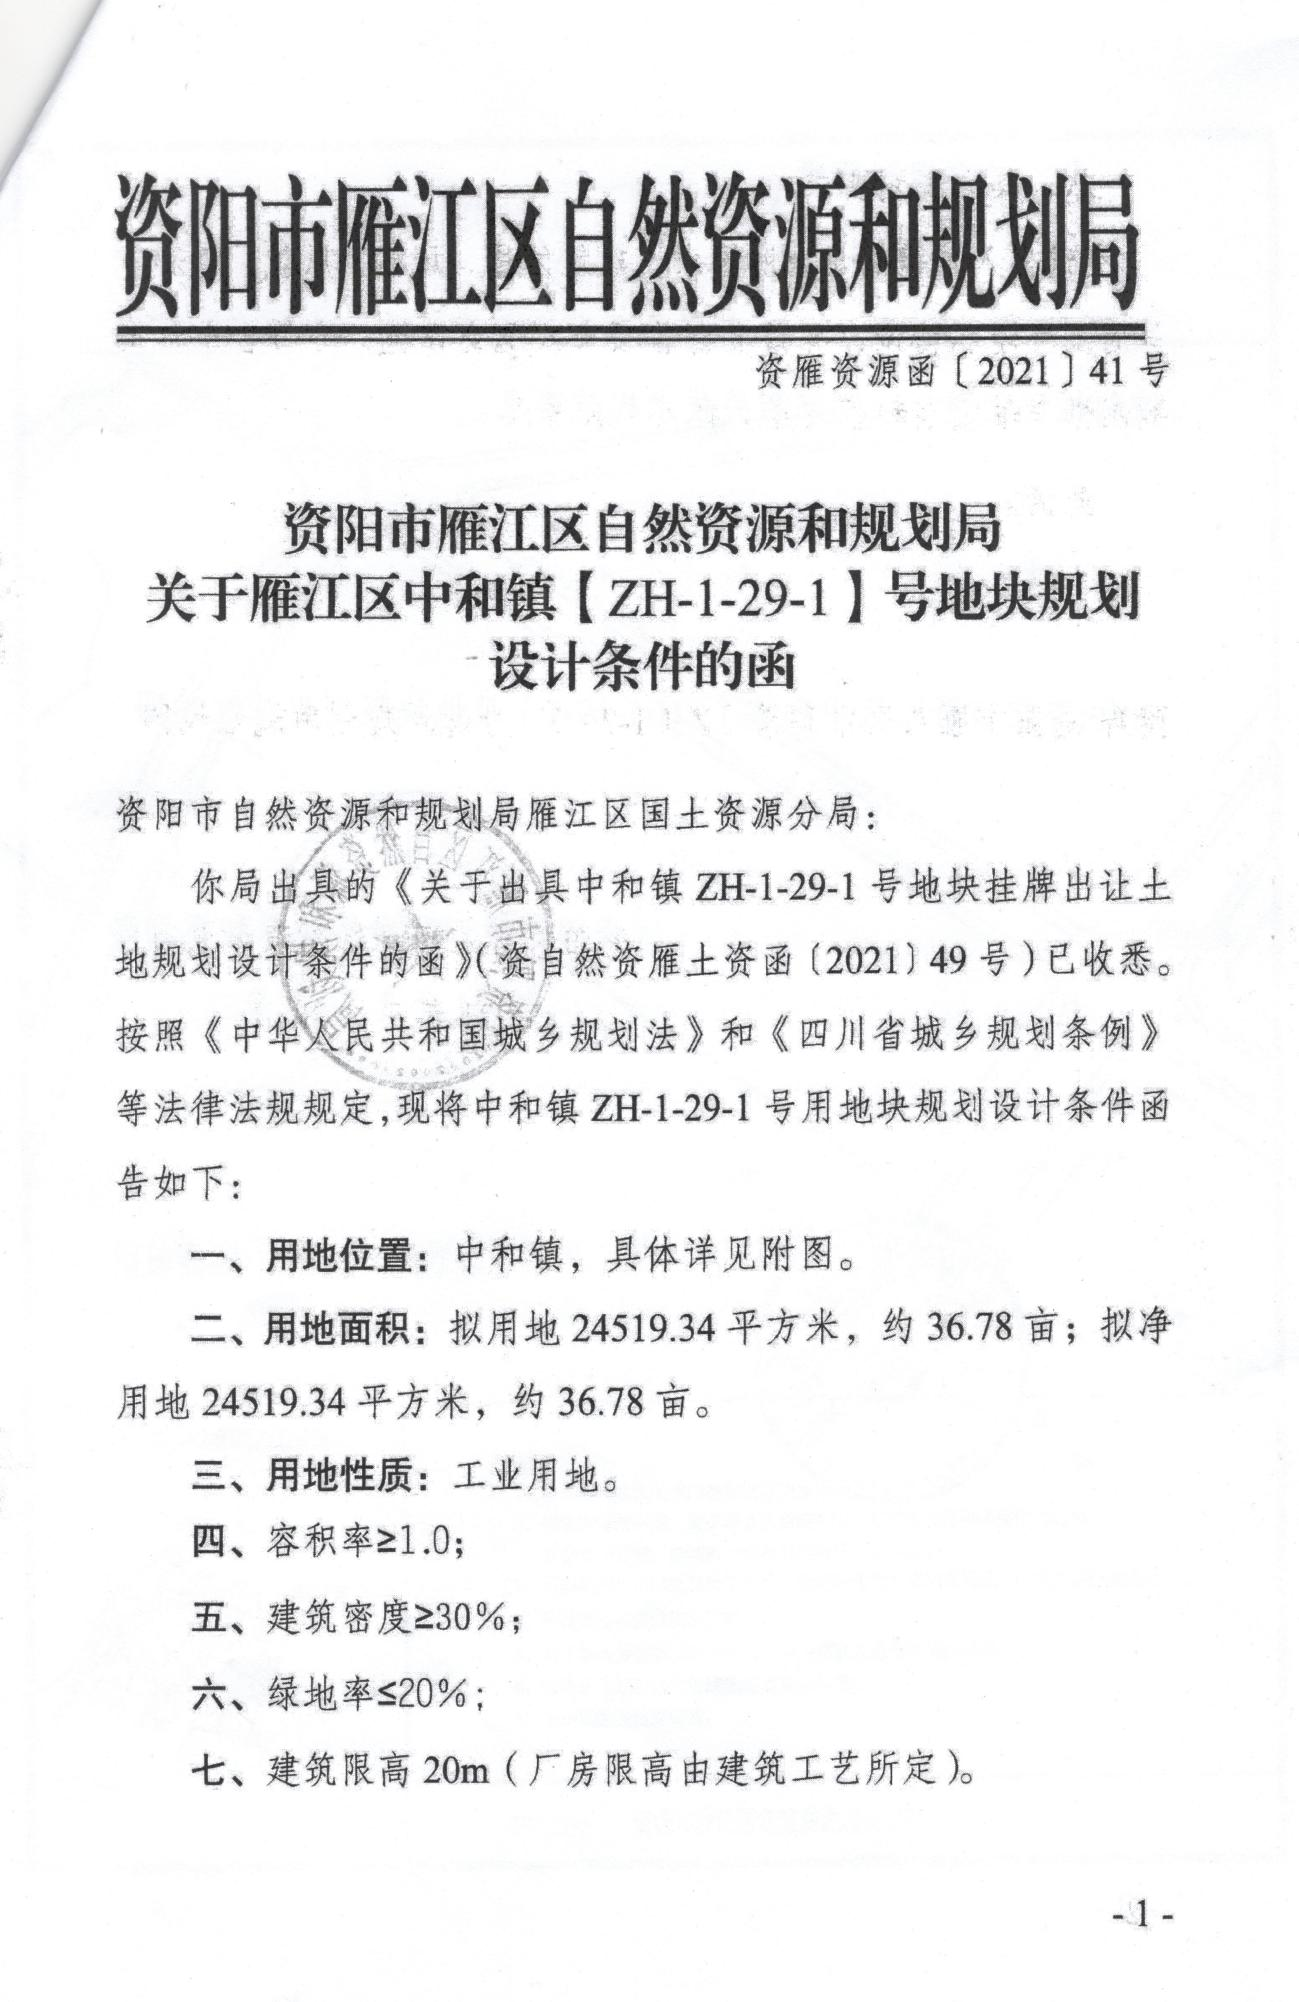 资阳市雁江区自然资源和规划局
资雁资源函〔2021〕41号
资阳市雁江区自然资源和规划局
关于雁江区中和镇【ZH-1-29-1】号地块规划
设计条件的函
资阳市自然资源和规划局雁江区国土资源分局：
你局出具的《关于出具中和镇ZH-1-29-1号地块挂牌出让土
地规划设计条件的函》（资自然资雁土资函〔2021〕49号）已收悉。
按照《中华人民共和国城乡规划法》和《四川省城乡规划条例》
等法律法规规定，现将中和镇ZH-1-29-1号用地块规划设计条件函
告如下：
一、用地位置：中和镇，具体详见附图。
二、用地面积：拟用地24519.34平方米，约36.78亩；拟净
用地24519.34平方米，约36.78亩。
三、用地性质：工业用地。
四、容积率≥1.0；
五、建筑密度≥30%；
六、绿地率≤20%；
七、建筑限高20m（厂房限高由建筑工艺所定）。
- 1 -